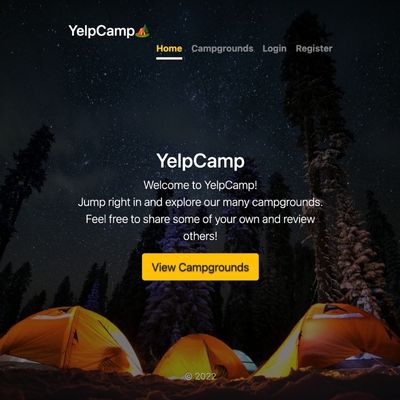 YelpCamp🏕️
Home Campgrounds Login Register
YelpCamp
Welcome to YelpCamp!
Jump right in and explore our many campgrounds.
Feel free to share some of your own and review
others!
View Campgrounds
© 2022